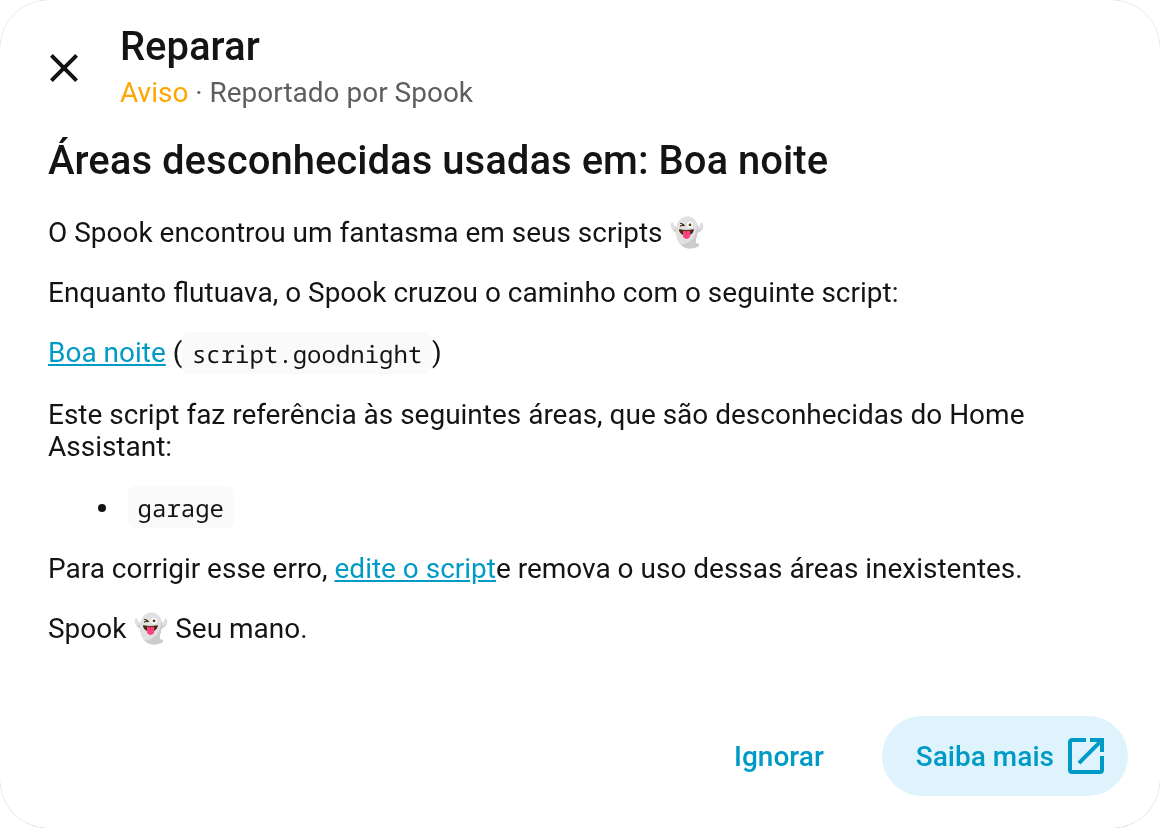 Reparar
Aviso · Reportado por Spook
Áreas desconhecidas usadas em: Boa noite
O Spook encontrou um fantasma em seus scripts 👻
Enquanto flutuava, o Spook cruzou o caminho com o seguinte script:
Boa noite ( script.goodnight )
Este script faz referência às seguintes áreas, que são desconhecidas do Home
Assistant:
• garage
Para corrigir esse erro, edite o scripte remova o uso dessas áreas inexistentes.
Spook 👻 Seu mano.
Ignorar
Saiba mais